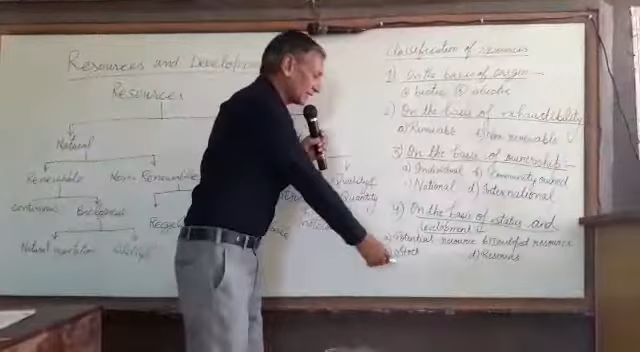 Resources and Developm
Resources
Natural
Renewable
Non-Renewable
continuous
Biological
Natural vegetation
wildlife
Quantity
Classification of resources
1) On the basis of origin
a) biotic b) abiotic
2) On the basis of exhaustibility
a) Renewable b) Non renewable
3) On the basis of ownership
a) Individual b) Community owned
c) National d) International
4) On the basis of status and
development
a) Potential resource b) Developed resource
c) Stock d) Reserves